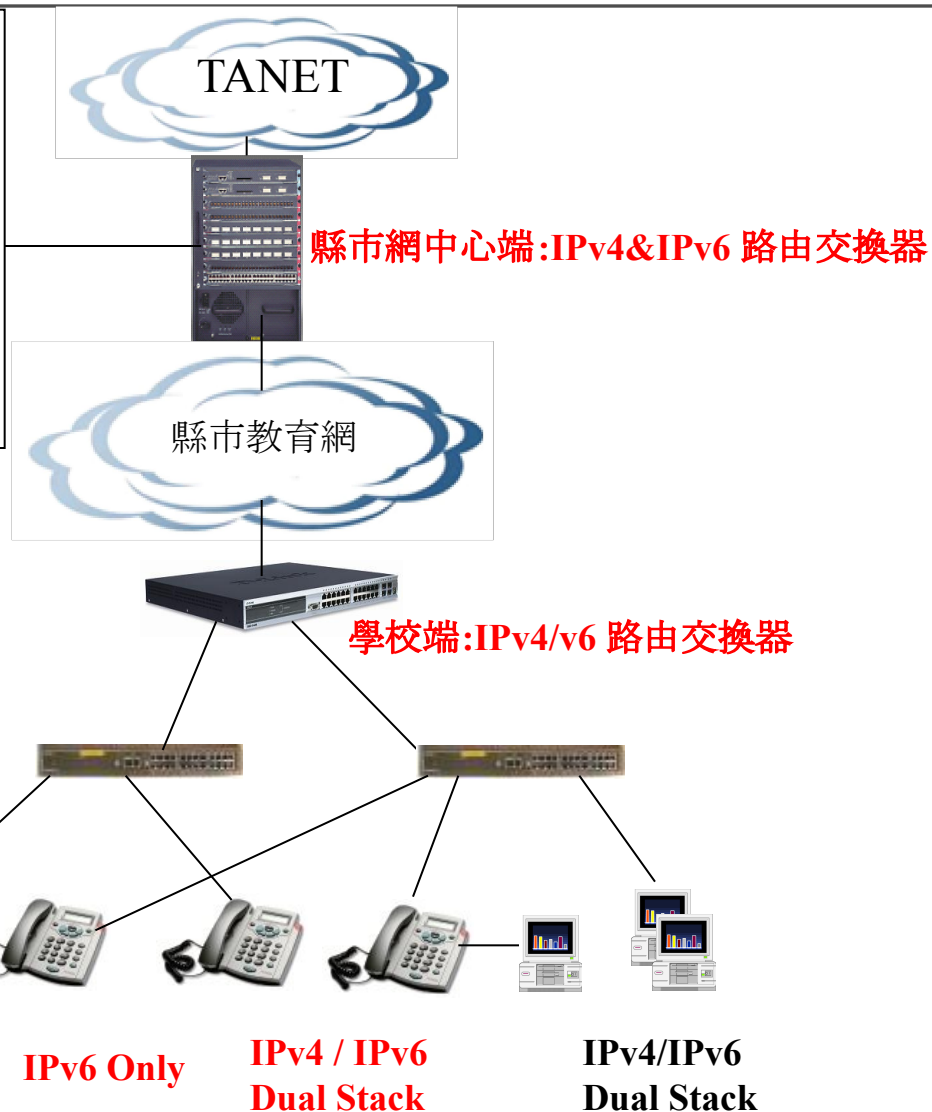 TANET
縣市網中心端:IPv4&IPv6 路由交換器
縣市教育網
學校端:IPv4/v6 路由交換器
IPv6 Only
IPv4 / IPv6
Dual Stack
IPv4/IPv6
Dual Stack